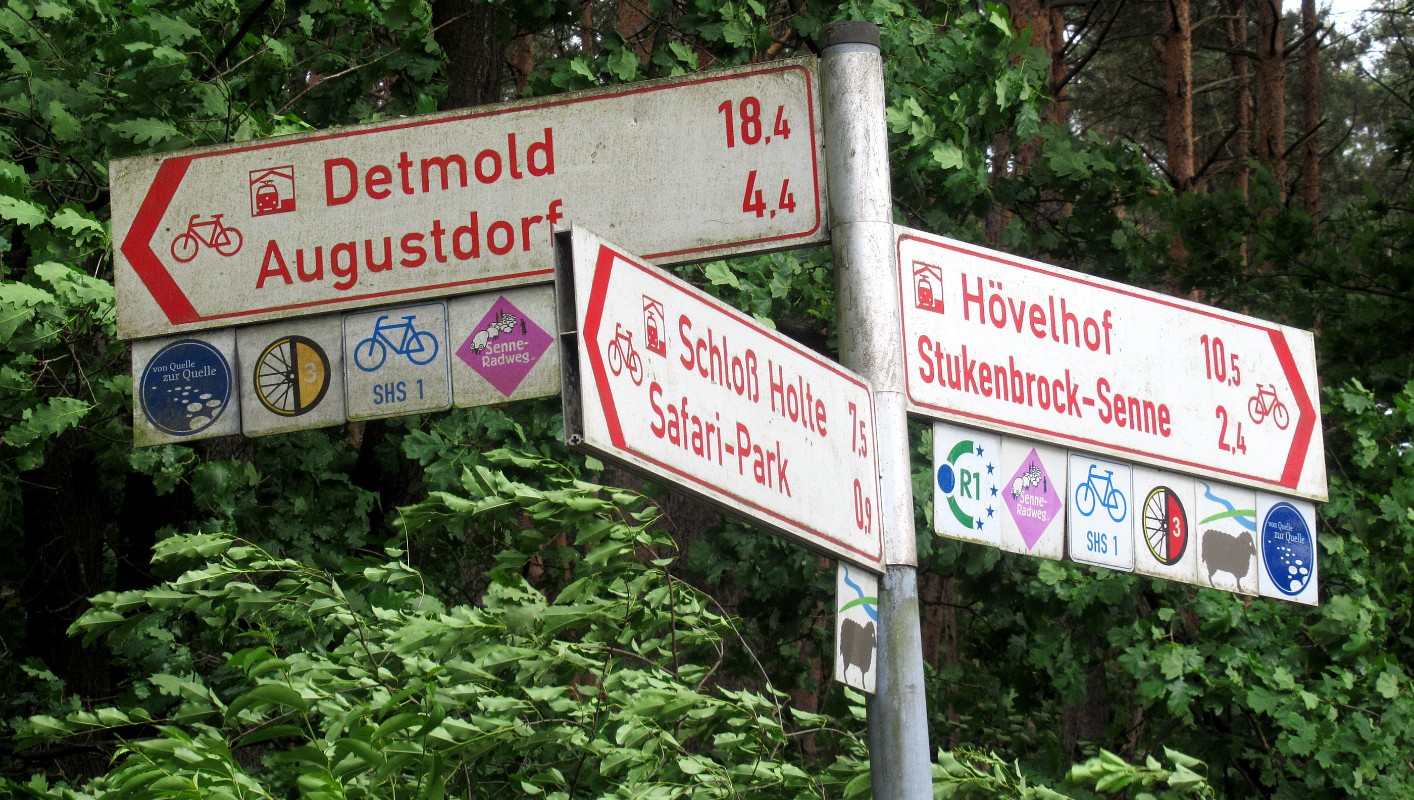 Detmold 18,4
Augustdorf 4,4
von Quelle
zur Quelle
3
SHS 1
Senne-
Radweg
Schloß Holte 7,5
Safari-Park 0,9
Hövelhof 10,5
Stukenbrock-Senne 2,4
R1
Senne-
Radweg
SHS 1
3
von Quelle
zur Quelle